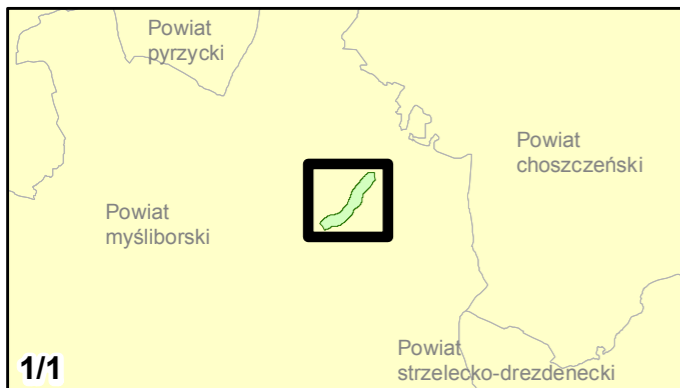 Powiat
pyrzycki
Powiat
choszczeński
Powiat
myśliborski
Powiat
strzelecko-drezdenecki
1/1